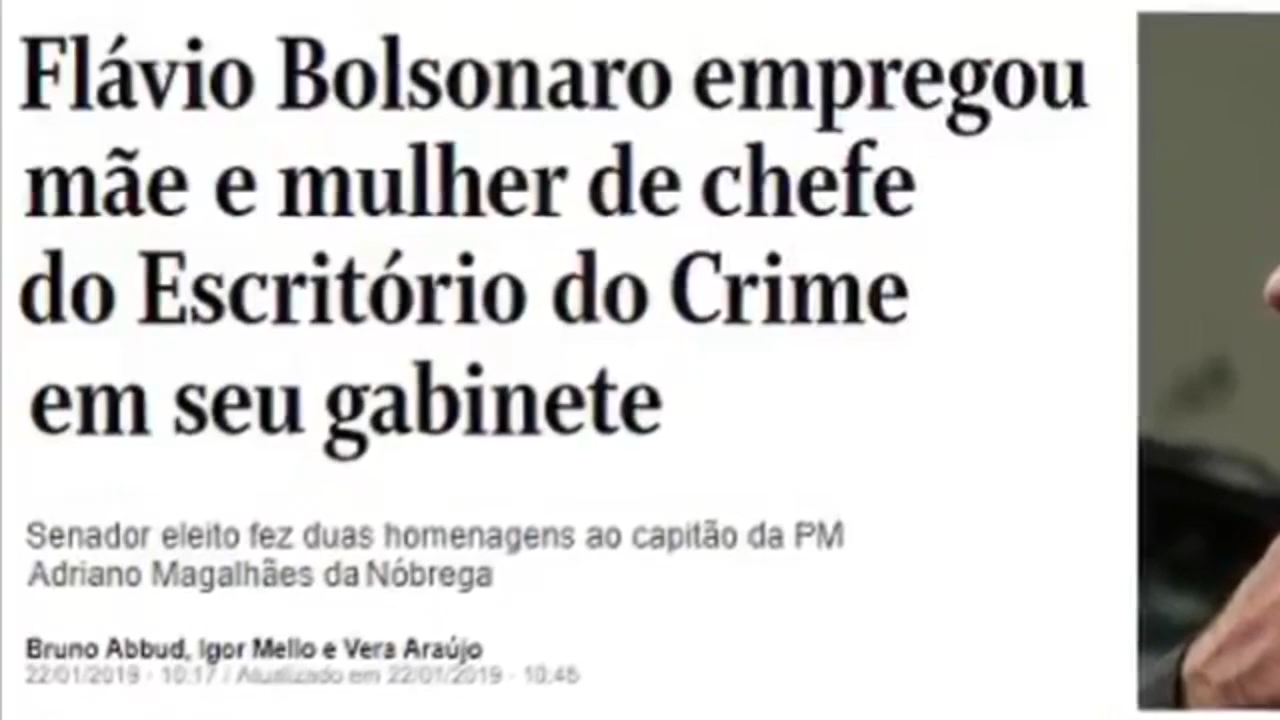 Flávio Bolsonaro empregou
mãe e mulher de chefe
do Escritório do Crime
em seu gabinete
Senador eleito fez duas homenagens ao capitão da PM
Adriano Magalhães da Nóbrega
Bruno Abbud, Igor Mello e Vera Araújo
22/01/2019 - 10:17 / Atualizado em 22/01/2019 - 10:45